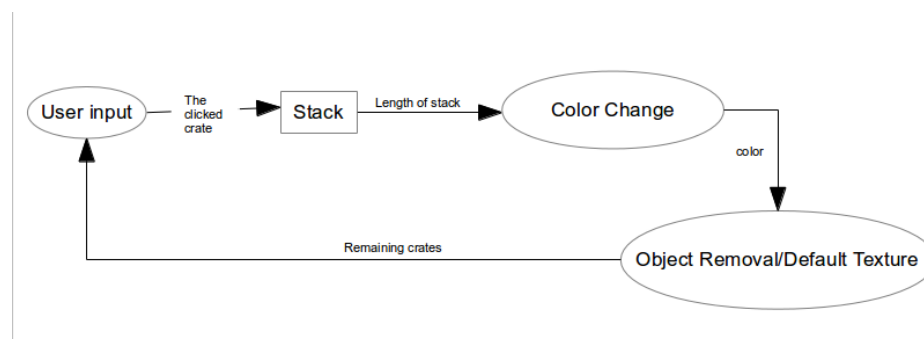 User input
The
clicked
crate
Stack
Length of stack
Color Change
color
Object Removal/Default Texture
Remaining crates